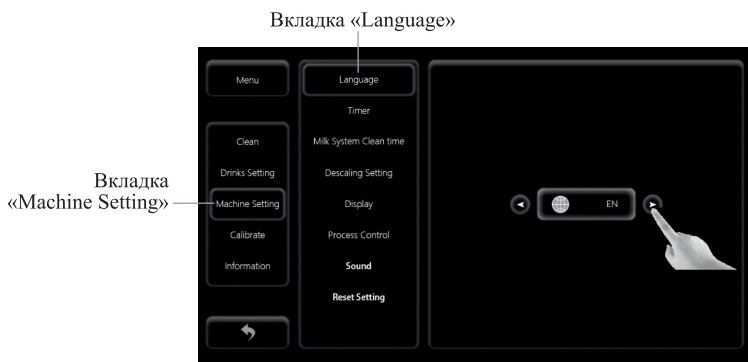 Вкладка «Language»
Вкладка
«Machine Setting»
Menu
Clean
Drinks Setting
Machine Setting
Calibrate
Information
Language
Timer
Milk System Clean time
Descaling Setting
Display
Process Control
Sound
Reset Setting
EN